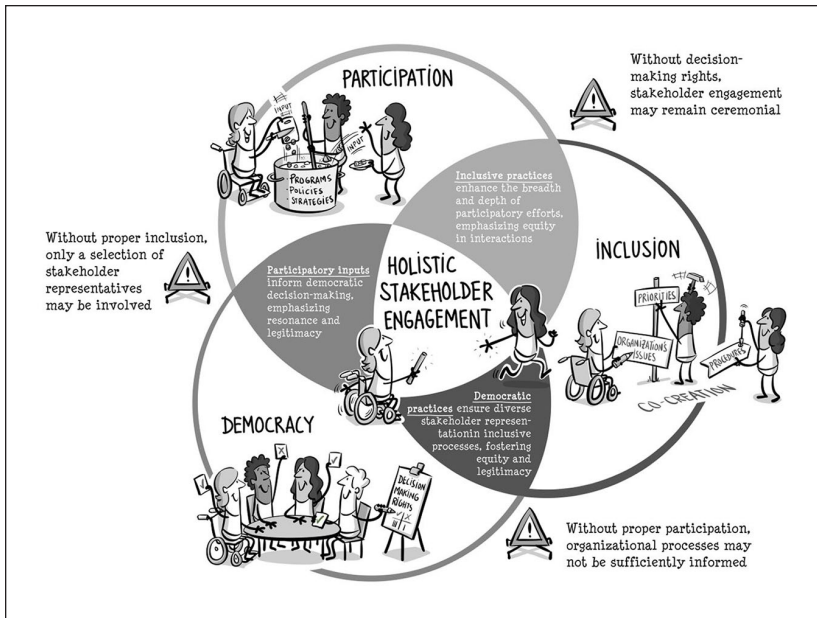 PARTICIPATION
INPUT
INPUT
PROGRAMS
POLICIES
STRATEGIES
Without decision-
making rights,
stakeholder engagement
may remain ceremonial
Inclusive practices
enhance the breadth
and depth of
participatory efforts,
emphasizing equity
in interactions
Without proper inclusion,
only a selection of
stakeholder
representatives
may be involved
Participatory inputs
inform democratic
decision-making,
emphasizing
resonance and
legitimacy
HOLISTIC
STAKEHOLDER
ENGAGEMENT
INCLUSION
PRIORITIES
ORGANIZATION'S
ISSUES
PROCEDURES
CO-CREATION
Democratic
practices ensure diverse
stakeholder represen-
tationin inclusive
processes, fostering
equity and
legitimacy
DEMOCRACY
DECISION
MAKING
RIGHTS
Without proper participation,
organizational processes may
not be sufficiently informed